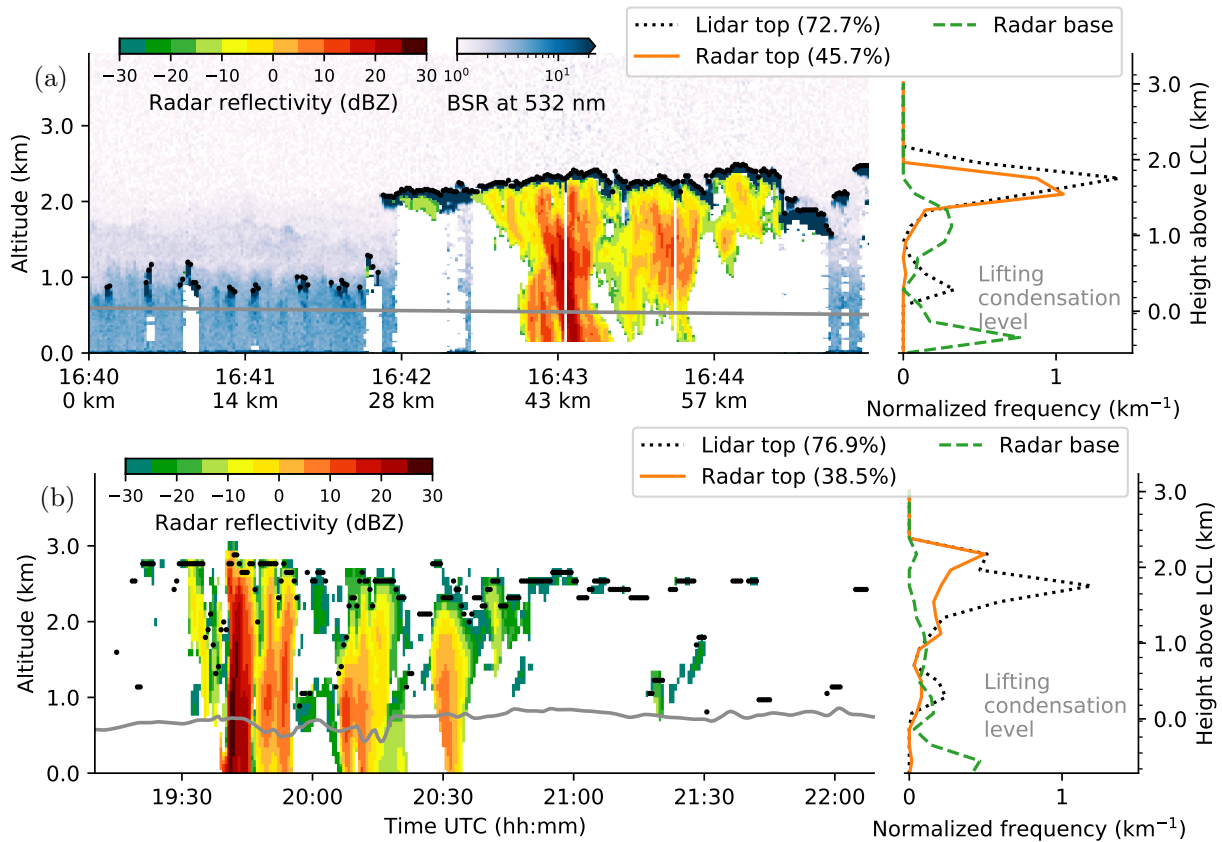 Lidar top (72.7%) Radar base
Radar top (45.7%)
(a)
−30 −20 −10 0 10 20 30
Radar reflectivity (dBZ)
10⁰ 10¹
BSR at 532 nm
Altitude (km)
3.0
2.0
1.0
0.0
16:40 16:41 16:42 16:43 16:44
0 km 14 km 28 km 43 km 57 km
3.0
2.0
1.0
0.0
Height above LCL (km)
Lifting
condensation
level
0 1
Normalized frequency (km⁻¹)
Lidar top (76.9%) Radar base
Radar top (38.5%)
(b)
−30 −20 −10 0 10 20 30
Radar reflectivity (dBZ)
Altitude (km)
3.0
2.0
1.0
0.0
19:30 20:00 20:30 21:00 21:30 22:00
Time UTC (hh:mm)
3.0
2.0
1.0
0.0
Height above LCL (km)
Lifting
condensation
level
0 1
Normalized frequency (km⁻¹)